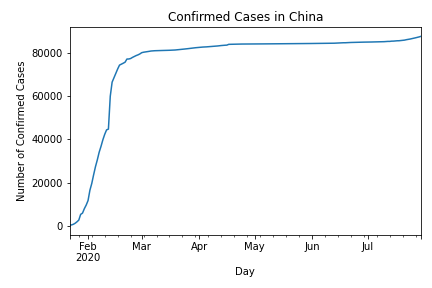 Confirmed Cases in China
Number of Confirmed Cases
80000
60000
40000
20000
0
Feb Mar Apr May Jun Jul
2020
Day